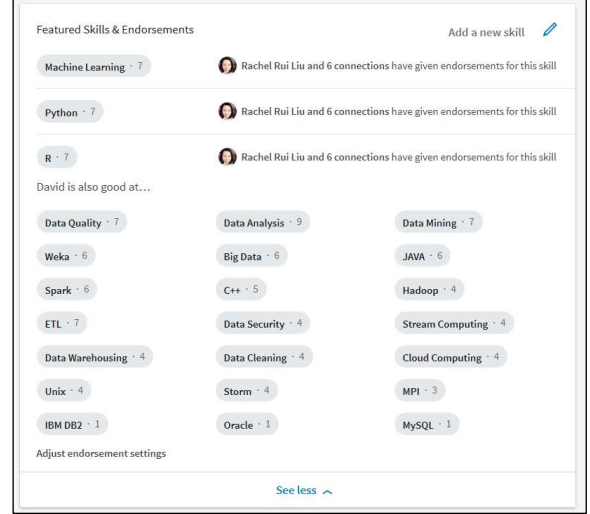 Featured Skills & Endorsements Add a new skill
Machine Learning · 7 Rachel Rui Liu and 6 connections have given endorsements for this skill
Python · 7 Rachel Rui Liu and 6 connections have given endorsements for this skill
R · 7 Rachel Rui Liu and 6 connections have given endorsements for this skill
David is also good at…
Data Quality · 7 Data Analysis · 9 Data Mining · 7
Weka · 6 Big Data · 6 JAVA · 6
Spark · 6 C++ · 5 Hadoop · 4
ETL · 7 Data Security · 4 Stream Computing · 4
Data Warehousing · 4 Data Cleaning · 4 Cloud Computing · 4
Unix · 4 Storm · 4 MPI · 3
IBM DB2 · 1 Oracle · 1 MySQL · 1
Adjust endorsement settings
See less